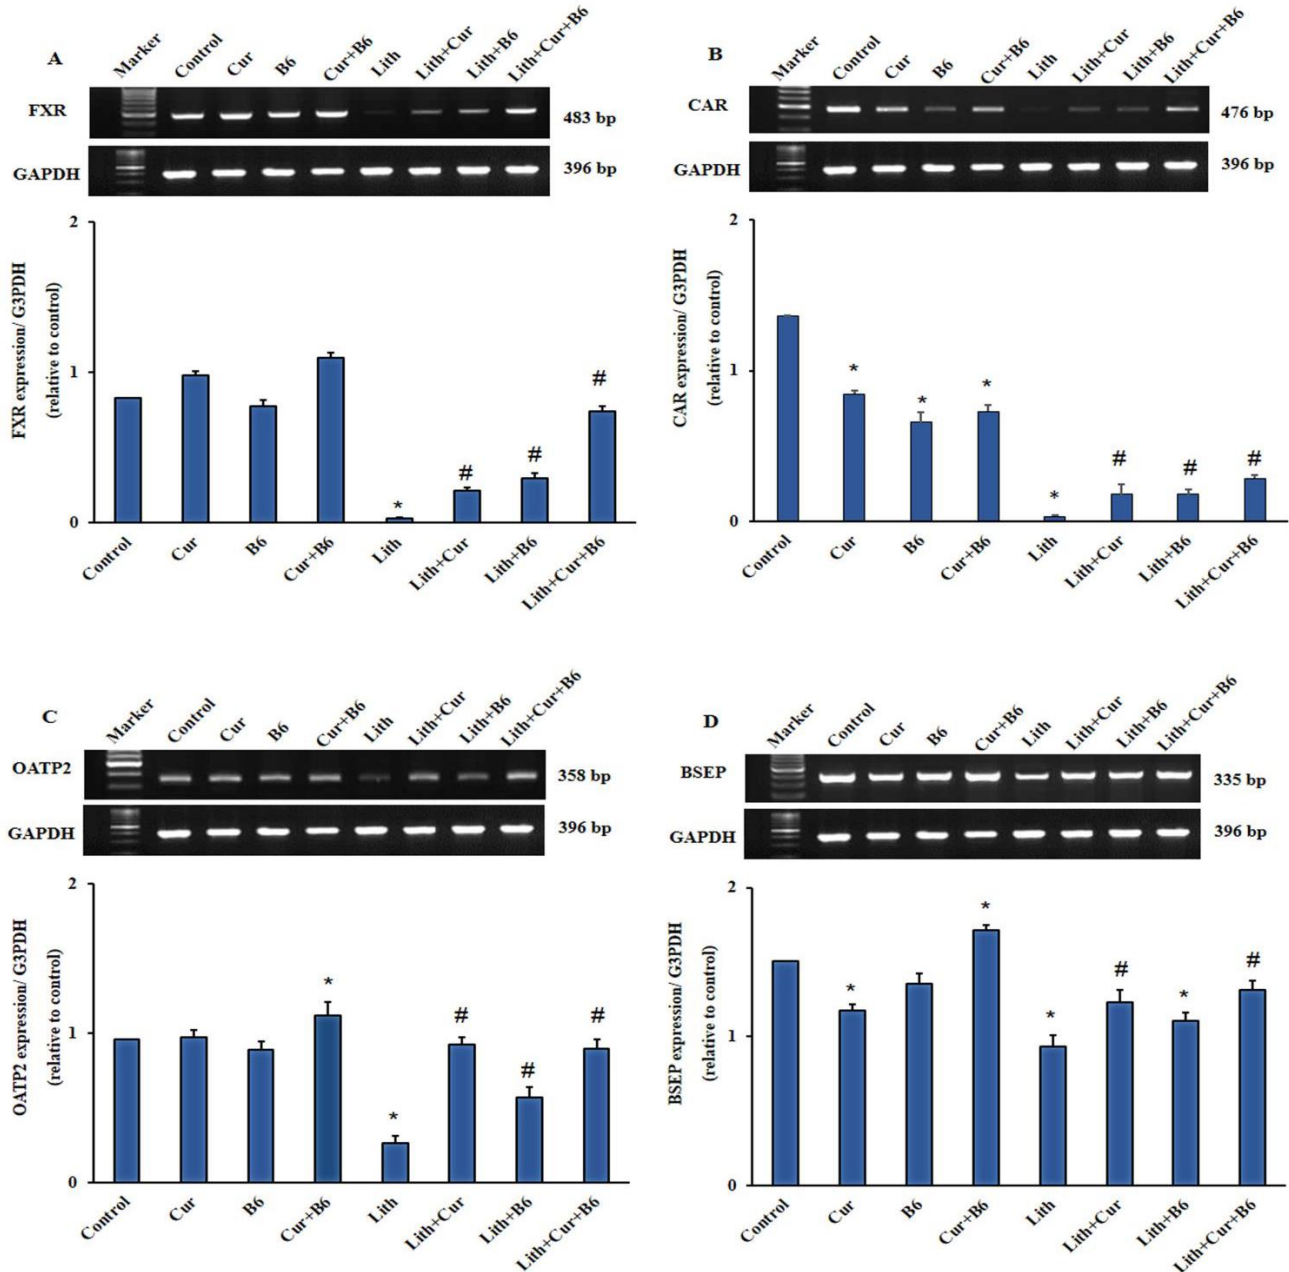 A
Marker Control Cur B6 Cur+B6 Lith Lith+Cur Lith+B6 Lith+Cur+B6
FXR 483 bp
GAPDH 396 bp
FXR expression/ G3PDH
(relative to control)
2
1
0
* # # #
Control Cur B6 Cur+B6 Lith Lith+Cur Lith+B6 Lith+Cur+B6
B
Marker Control Cur B6 Cur+B6 Lith Lith+Cur Lith+B6 Lith+Cur+B6
CAR 476 bp
GAPDH 396 bp
CAR expression/ G3PDH
(relative to control)
2
1
0
* * * * # # #
Control Cur B6 Cur+B6 Lith Lith+Cur Lith+B6 Lith+Cur+B6
C
Marker Control Cur B6 Cur+B6 Lith Lith+Cur Lith+B6 Lith+Cur+B6
OATP2 358 bp
GAPDH 396 bp
OATP2 expression/ G3PDH
(relative to control)
2
1
0
* * # # #
Control Cur B6 Cur+B6 Lith Lith+Cur Lith+B6 Lith+Cur+B6
D
Marker Control Cur B6 Cur+B6 Lith Lith+Cur Lith+B6 Lith+Cur+B6
BSEP 335 bp
GAPDH 396 bp
BSEP expression/ G3PDH
(relative to control)
2
1
0
* * * # * #
Control Cur B6 Cur+B6 Lith Lith+Cur Lith+B6 Lith+Cur+B6